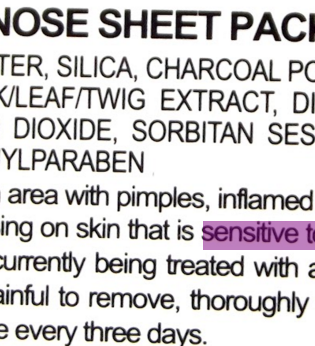 NOSE SHEET PACK
TER, SILICA, CHARCOAL PO
K/LEAF/TWIG EXTRACT, DI
DIOXIDE, SORBITAN SES
YLPARABEN
area with pimples, inflamed
ing on skin that is sensitive to
currently being treated with a
ainful to remove, thoroughly
e every three days.